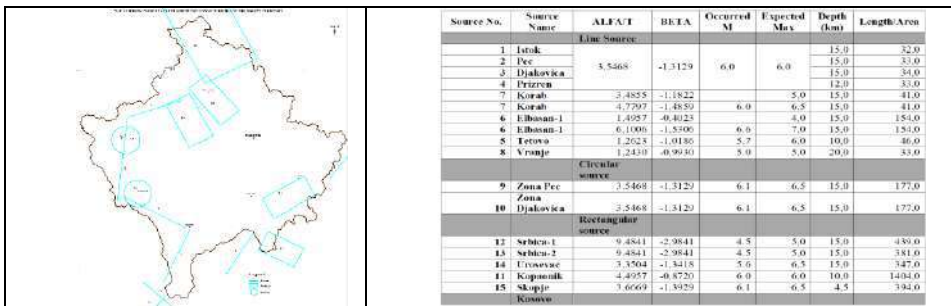 Source No. Source Name ALFA/T BETA Occurred M Expected Max Depth (km) Length/Area
Line Source
1 Istok 3.5468 -1.3129 6.0 6.0 15,0 32,0
2 Pec 15,0 33,0
3 Djakovica 15,0 34,0
4 Prizren 12,0 33,0
7 Korab 3.4855 -1.1822 5,0 15,0 41,0
7 Korab 4.7797 -1.4859 6.0 6.5 15,0 41,0
6 Elbasan-1 1.4957 -0.4023 4,0 15,0 154,0
6 Elbasan-1 6.1006 -1.5306 6.6 7,0 15,0 154,0
5 Tetovo 1.2623 -1.0186 5.7 6,0 10,0 46,0
8 Vranje 1.2430 -0.9930 5.0 5,0 20,0 33,0
Circular source
9 Zona Pec 3.5468 -1.3129 6.1 6,5 15,0 177,0
10 Zona Djakovica 3.5468 -1.3129 6.1 6,5 15,0 177,0
Rectangular source
12 Srbica-1 9.4841 -2.9841 4.5 5,0 15,0 439,0
13 Srbica-2 9.4841 -2.9841 4.5 5,0 15,0 381,0
14 Urosevac 3.3504 -1.3418 5.6 6,5 15,0 347,0
11 Kopaonik 4.4957 -0.8720 6.0 6,0 10,0 1404,0
15 Skopje 3.6669 -1.3929 6.1 6,5 4,5 394,0
Kosovo